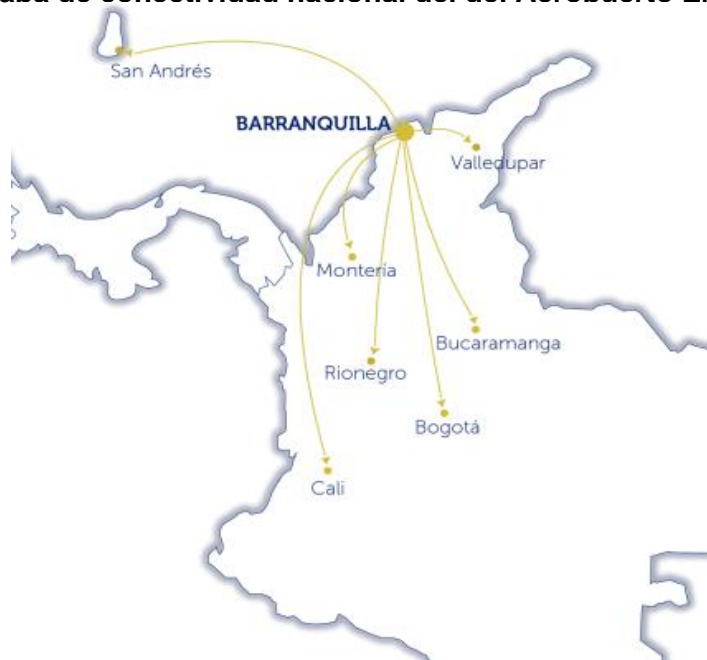 de conectividad nacional del del Aeropuerto
San Andrés
BARRANQUILLA
Valledupar
Montería
Bucaramanga
Rionegro
Bogotá
Cali